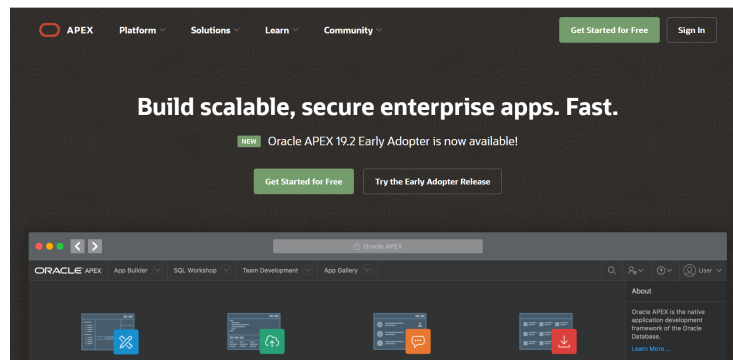 APEX Platform Solutions Learn Community Get Started for Free Sign In
Build scalable, secure enterprise apps. Fast.
NEW Oracle APEX 19.2 Early Adopter is now available!
Get Started for Free Try the Early Adopter Release
Oracle APEX
ORACLE APEX App Builder SQL Workshop Team Development App Gallery User
About
Oracle APEX is the native
application development
framework of the Oracle
Database.
Learn More ...